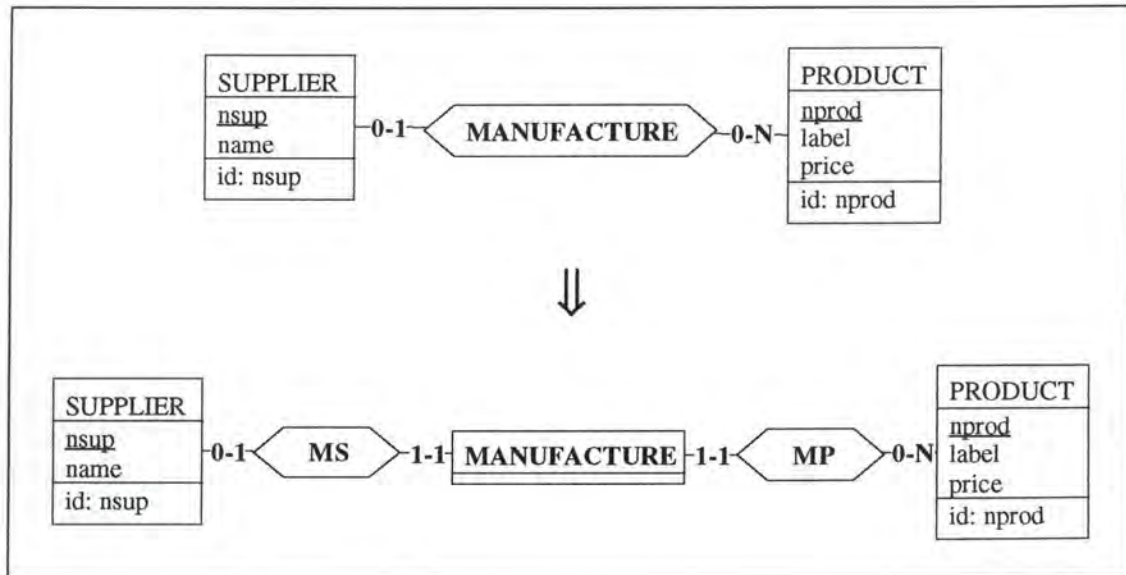 SUPPLIER
nsup
name
id: nsup
0-1
MANUFACTURE
0-N
PRODUCT
nprod
label
price
id: nprod
SUPPLIER
nsup
name
id: nsup
0-1
MS
1-1
MANUFACTURE
1-1
MP
0-N
PRODUCT
nprod
label
price
id: nprod